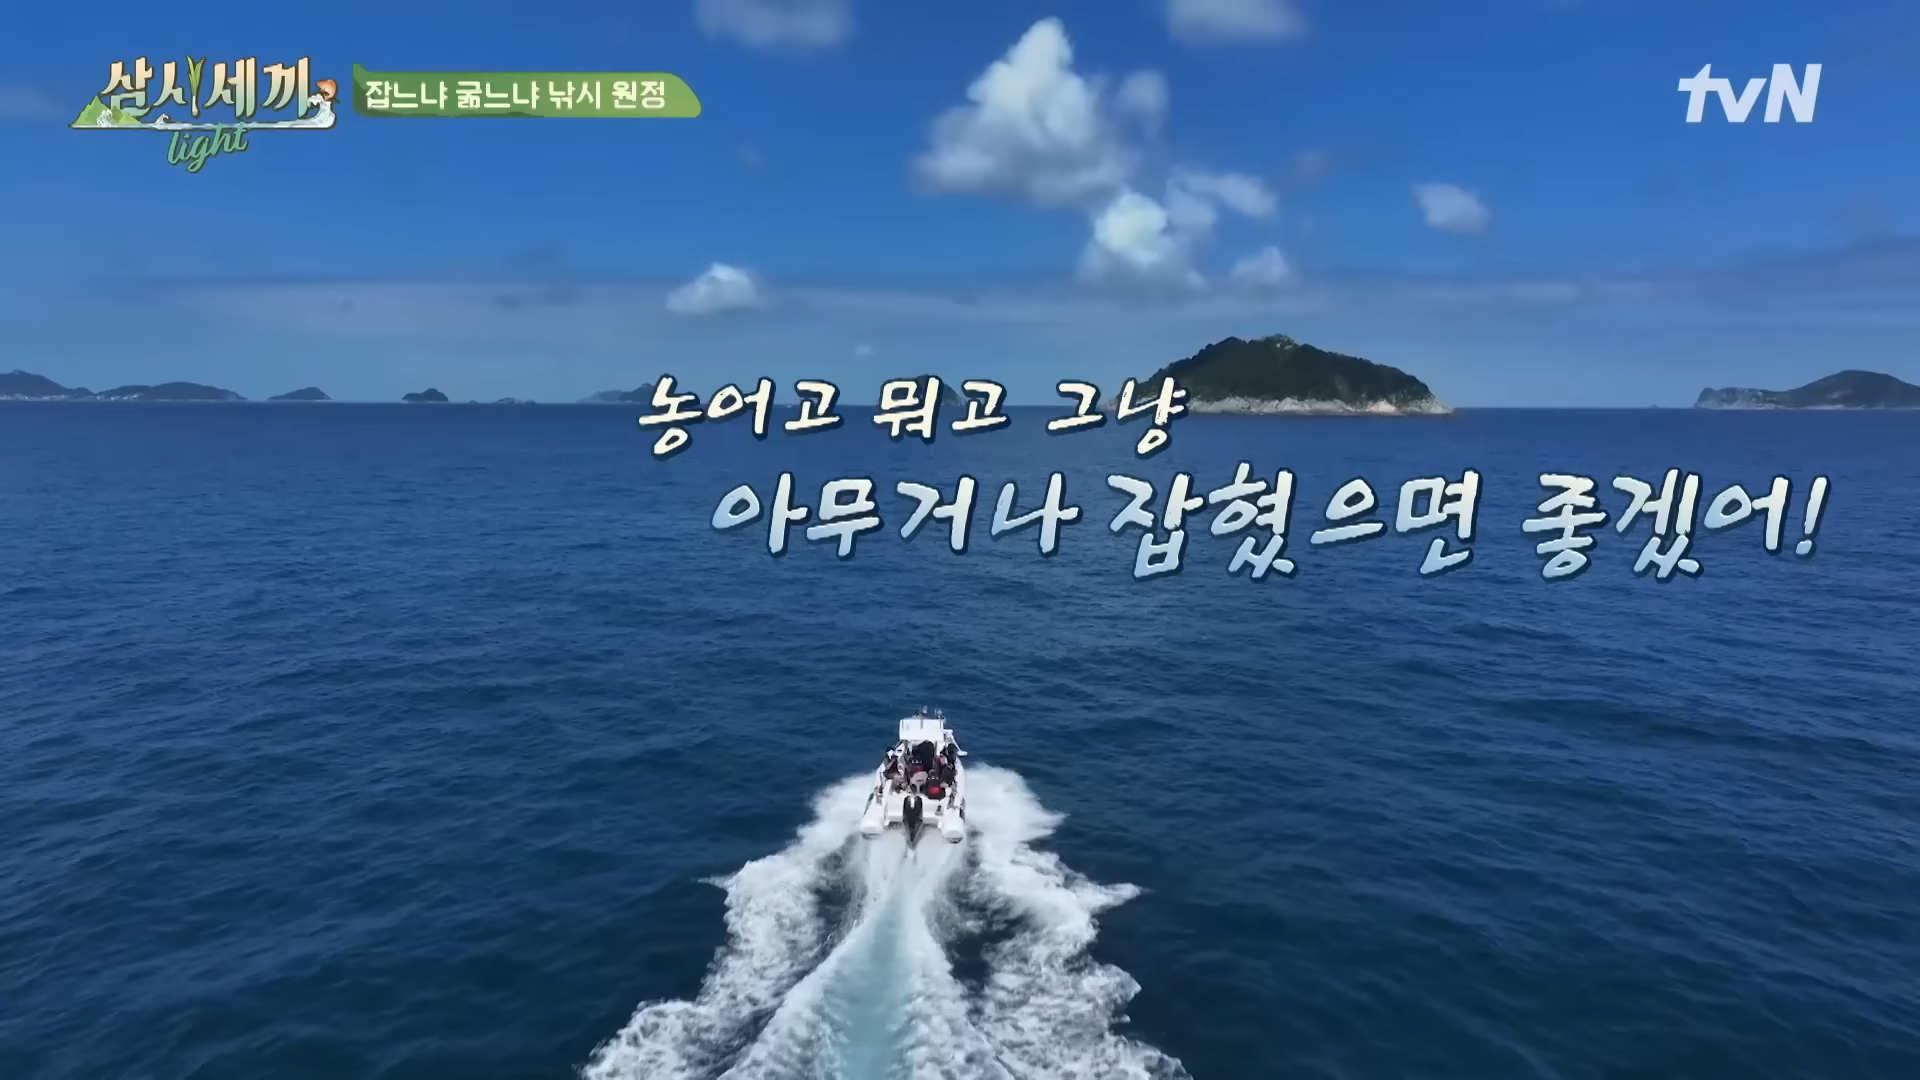 삼시세끼
light
잡느냐 굶느냐 낚시 원정
tvN
농어고 뭐고 그냥
아무거나 잡혔으면 좋겠어!